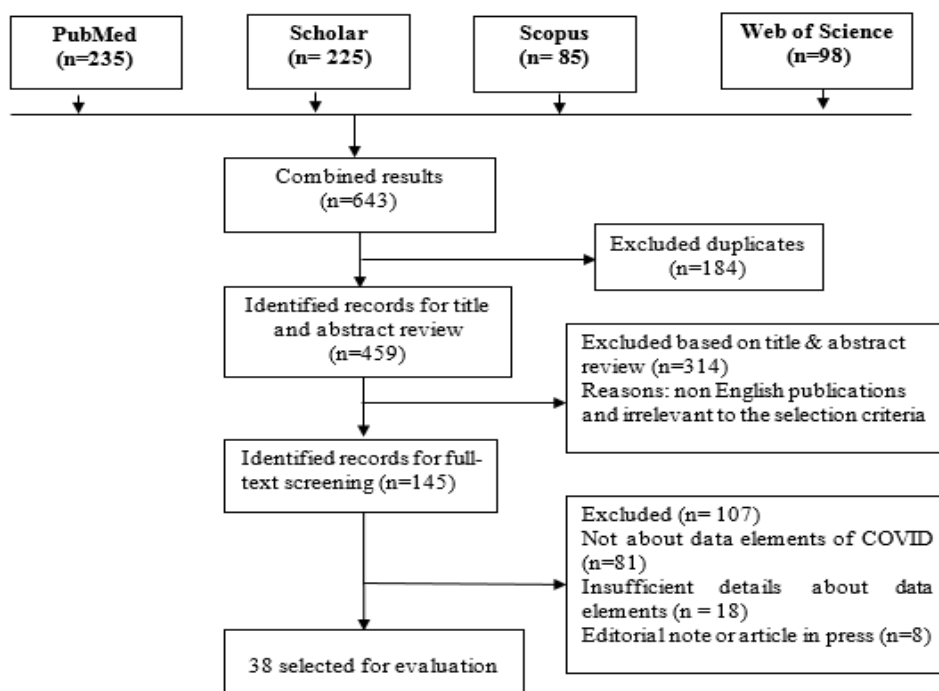 PubMed
(n=235)
Scholar
(n= 225)
Scopus
(n= 85)
Web of Science
(n=98)
Combined results
(n=643)
Excluded duplicates
(n=184)
Identified records for title
and abstract review
(n=459)
Excluded based on title & abstract
review (n=314)
Reasons: non English publications
and irrelevant to the selection criteria
Identified records for full-
text screening (n=145)
Excluded (n= 107)
Not about data elements of COVID
(n=81)
Insufficient details about data
elements (n = 18)
Editorial note or article in press (n=8)
38 selected for evaluation